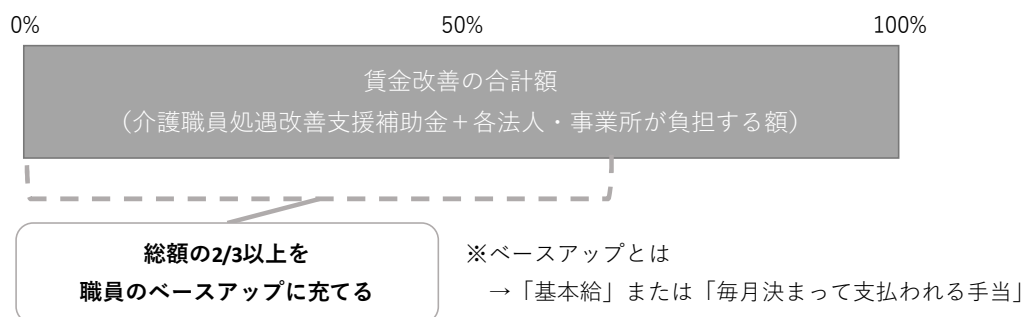 0%
50%
100%
賃金改善の合計額
（介護職員処遇改善支援補助金＋各法人・事業所が負担する額）
総額の2/3以上を
職員のベースアップに充てる
※ベースアップとは
→「基本給」または「毎月決まって支払われる手当」